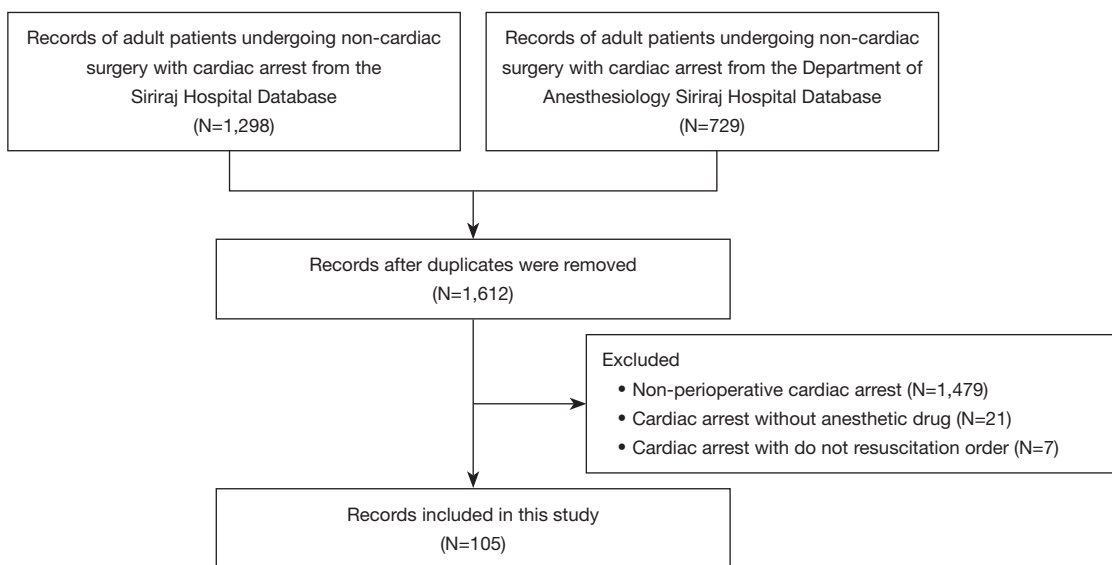 Records of adult patients undergoing non-cardiac
surgery with cardiac arrest from the
Siriraj Hospital Database
(N=1,298)
Records of adult patients undergoing non-cardiac
surgery with cardiac arrest from the Department of
Anesthesiology Siriraj Hospital Database
(N=729)
Records after duplicates were removed
(N=1,612)
Excluded
• Non-perioperative cardiac arrest (N=1,479)
• Cardiac arrest without anesthetic drug (N=21)
• Cardiac arrest with do not resuscitation order (N=7)
Records included in this study
(N=105)